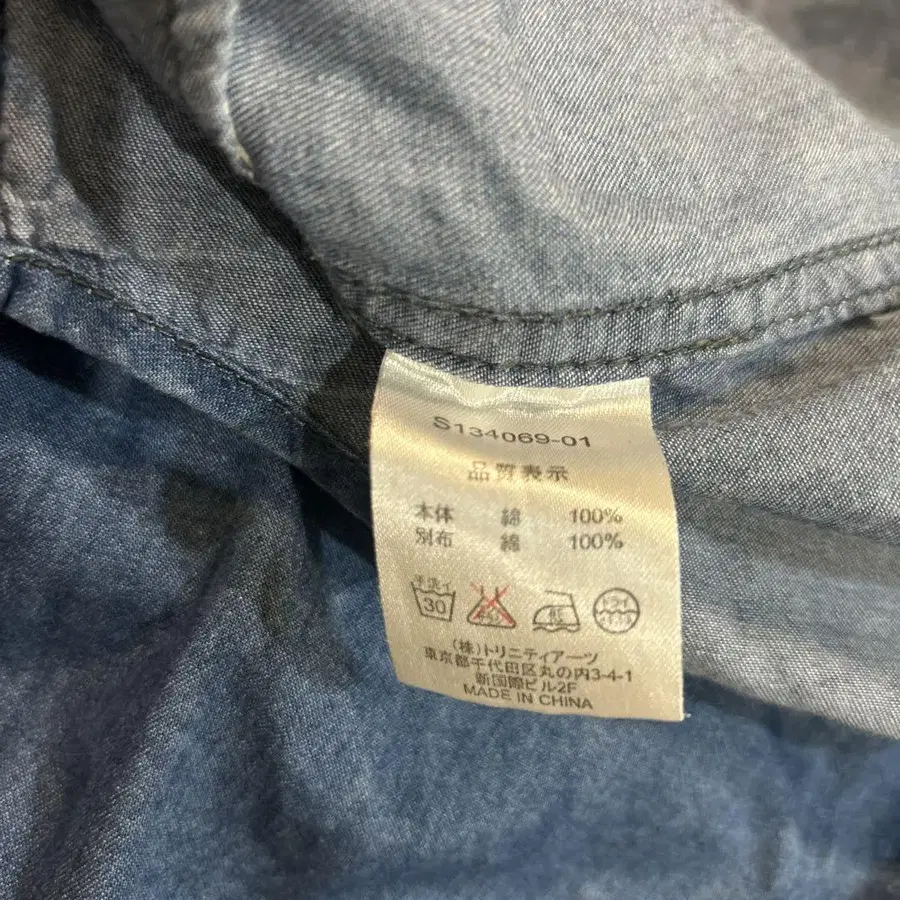 S134069-01
品質表示
本体 綿 100%
別布 綿 100%
手洗イ
30
(株)トリニティアーツ
東京都千代田区丸の内3-4-1
新国際ビル2F
MADE IN CHINA